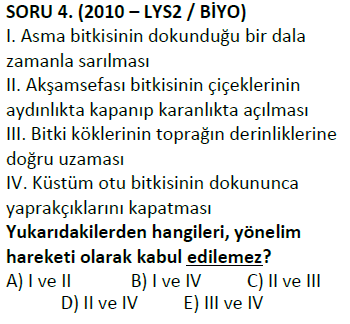 SORU 4. (2010 – LYS2 / BİYO)
I. Asma bitkisinin dokunduğu bir dala
zamanla sarılması
II. Akşamsefası bitkisinin çiçeklerinin
aydınlıkta kapanıp karanlıkta açılması
III. Bitki köklerinin toprağın derinliklerine
doğru uzaması
IV. Küstüm otu bitkisinin dokununca
yaprakçıklarını kapatması
Yukarıdakilerden hangileri, yönelim
hareketi olarak kabul edilemez?
A) I ve II B) I ve IV C) II ve III
D) II ve IV E) III ve IV